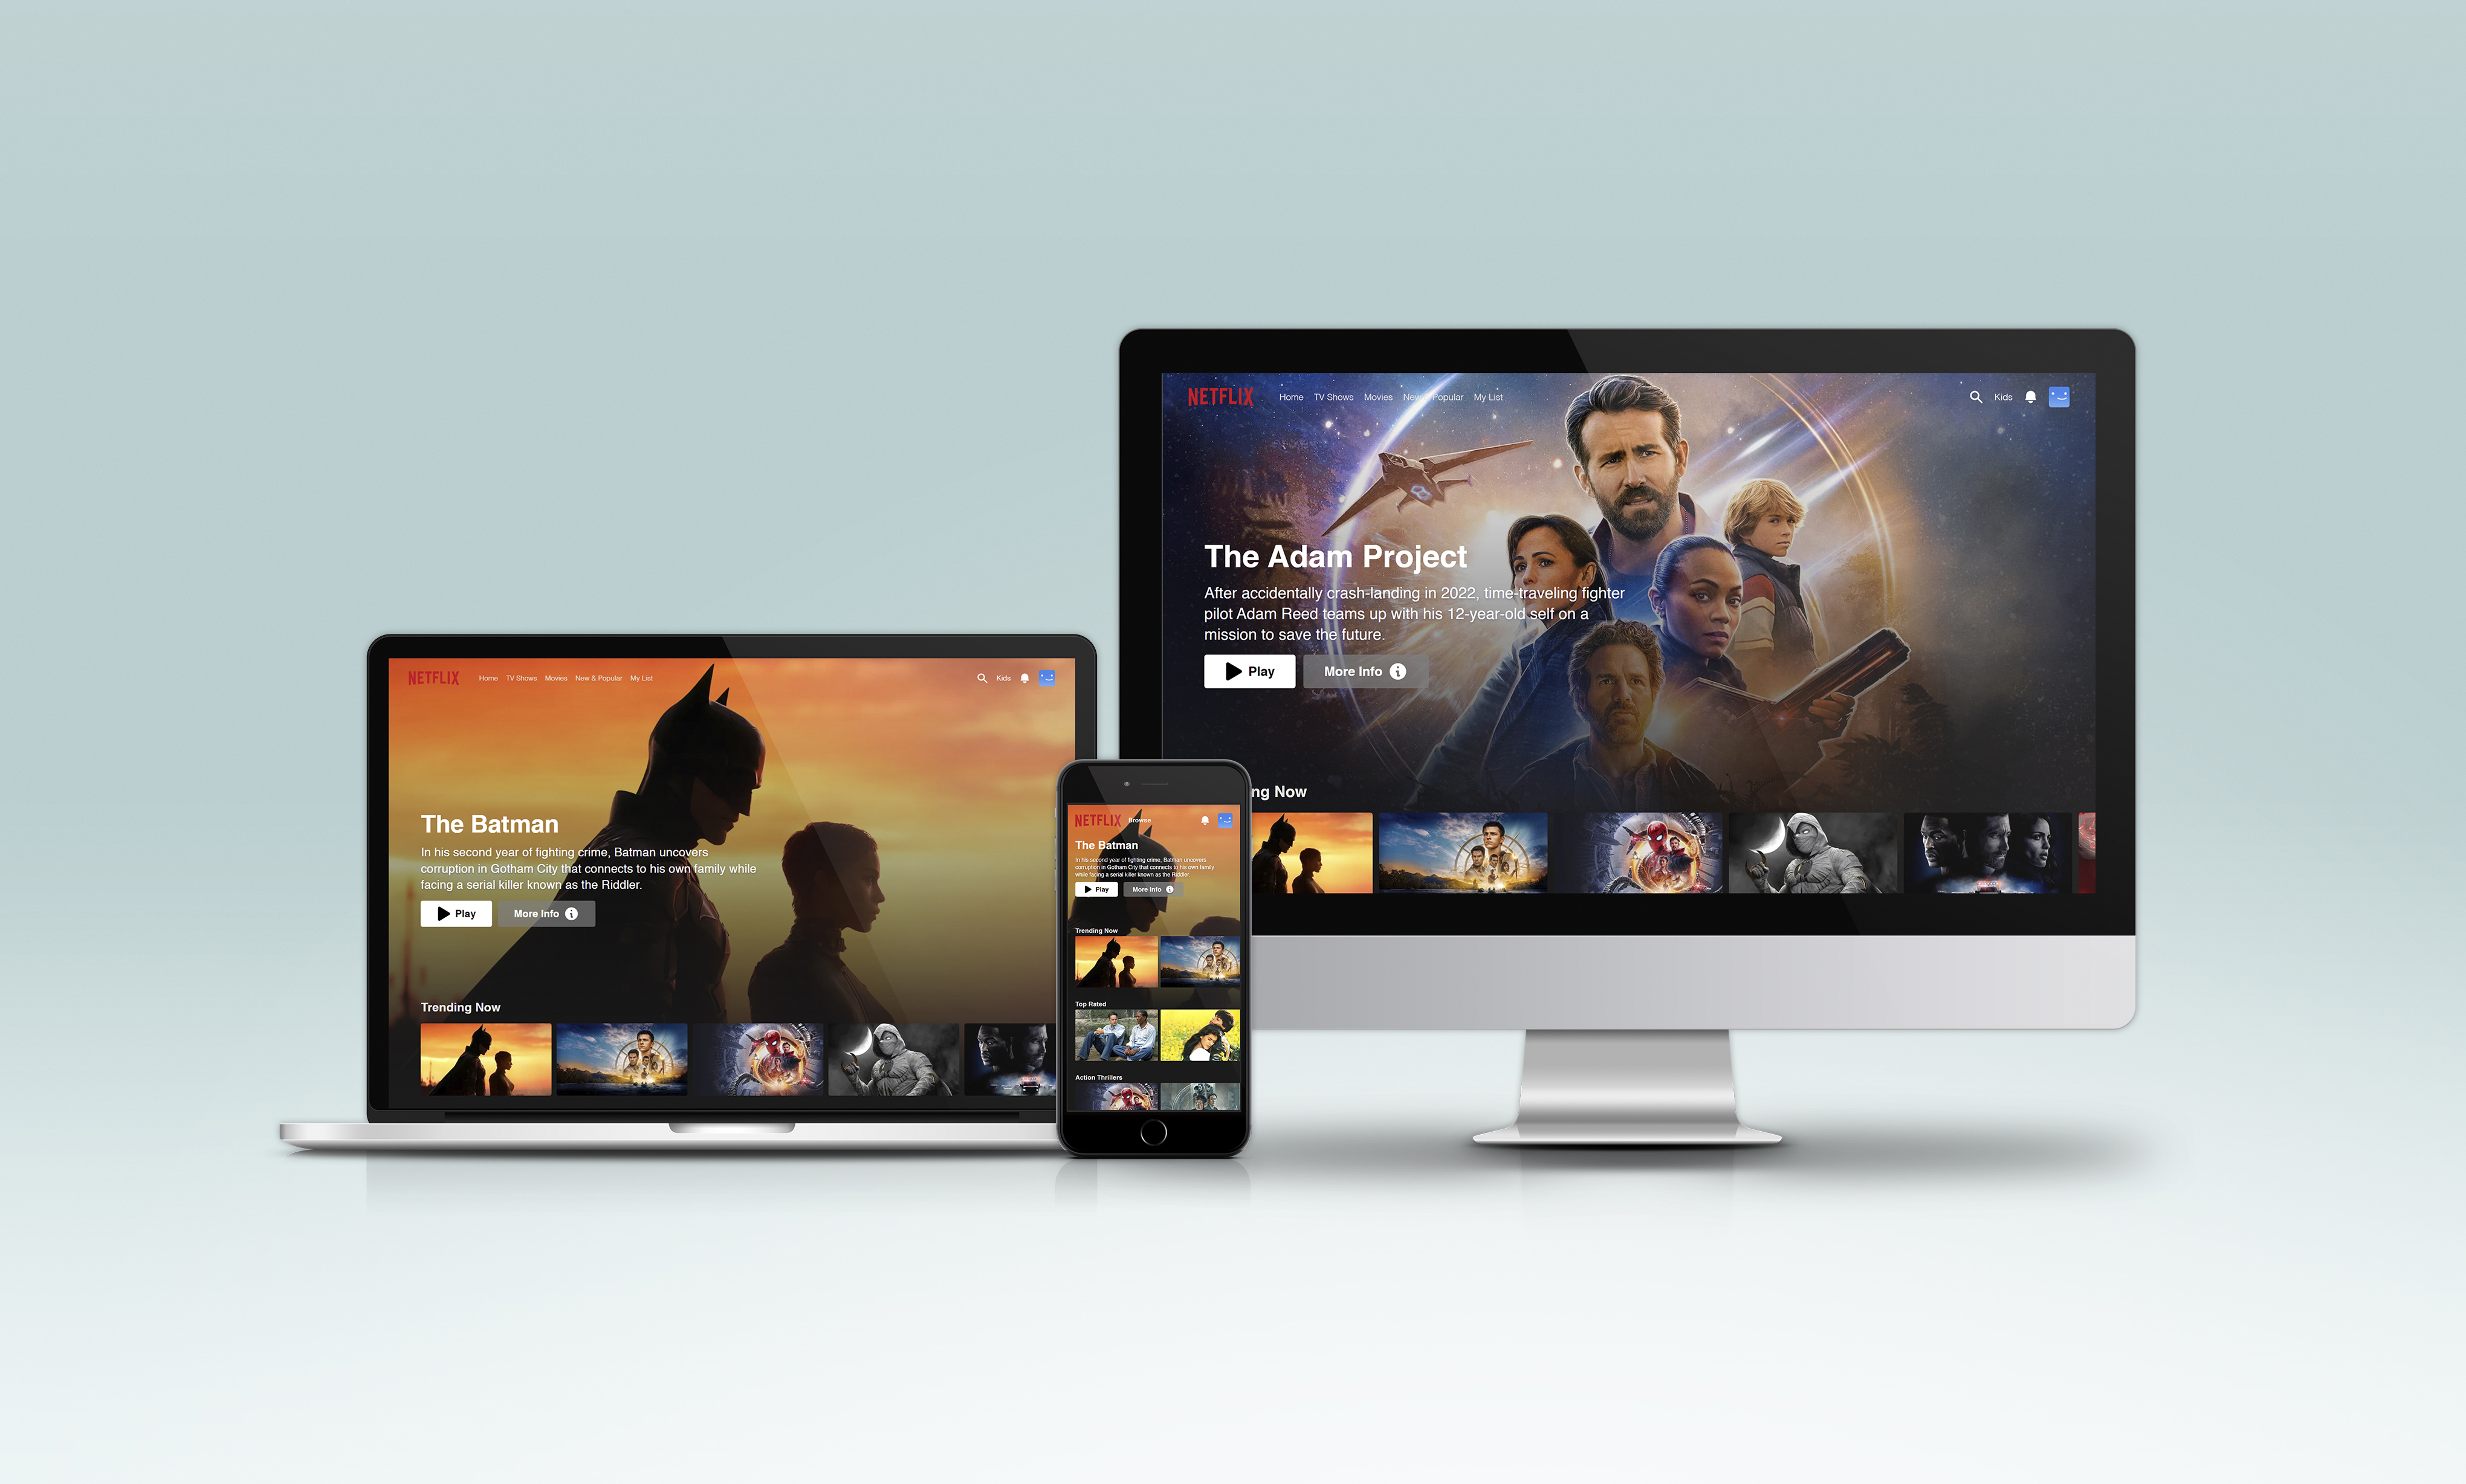 NETFLIX Home TV Shows Movies New & Popular My List Kids
The Batman
In his second year of fighting crime, Batman uncovers
corruption in Gotham City that connects to his own family while
facing a serial killer known as the Riddler.
Play More Info
Trending Now
NETFLIX Browse
The Batman
In his second year of fighting crime, Batman uncovers
corruption in Gotham City that connects to his own family
while facing a serial killer known as the Riddler.
Play More Info
Trending Now
Top Rated
Action Thrillers
NETFLIX Home TV Shows Movies New Popular My List Kids
The Adam Project
After accidentally crash-landing in 2022, time-traveling fighter
pilot Adam Reed teams up with his 12-year-old self on a
mission to save the future.
Play More Info
ng Now